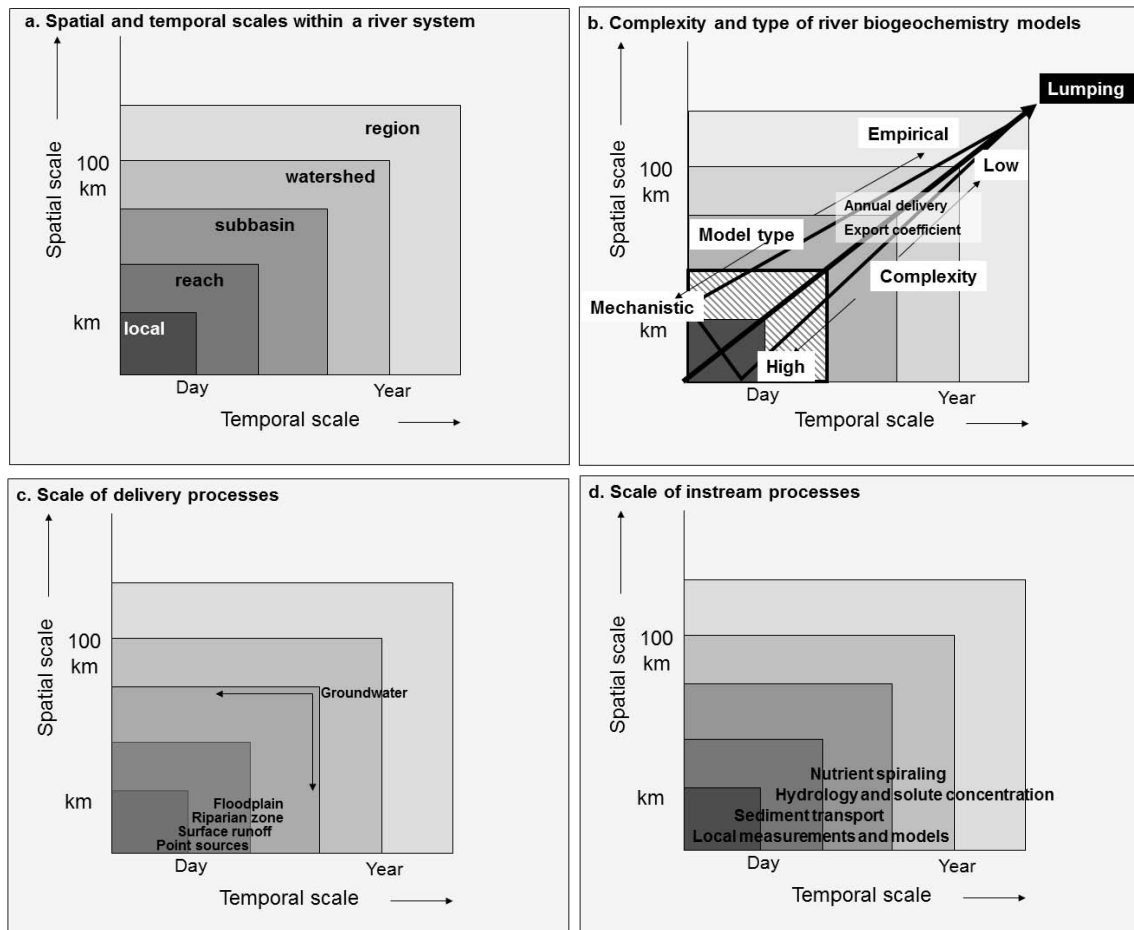 a. Spatial and temporal scales within a river system
Spatial scale
region
100
km
watershed
subbasin
reach
km
local
Day
Year
Temporal scale
b. Complexity and type of river biogeochemistry models
Spatial scale
Lumping
Empirical
100
km
Low
Annual delivery
Export coefficient
Model type
Complexity
Mechanistic
km
High
Day
Year
Temporal scale
c. Scale of delivery processes
Spatial scale
100
km
Groundwater
km
Floodplain
Riparian zone
Surface runoff
Point sources
Day
Year
Temporal scale
d. Scale of instream processes
Spatial scale
100
km
Nutrient spiraling
km
Hydrology and solute concentration
Sediment transport
Local measurements and models
Day
Year
Temporal scale